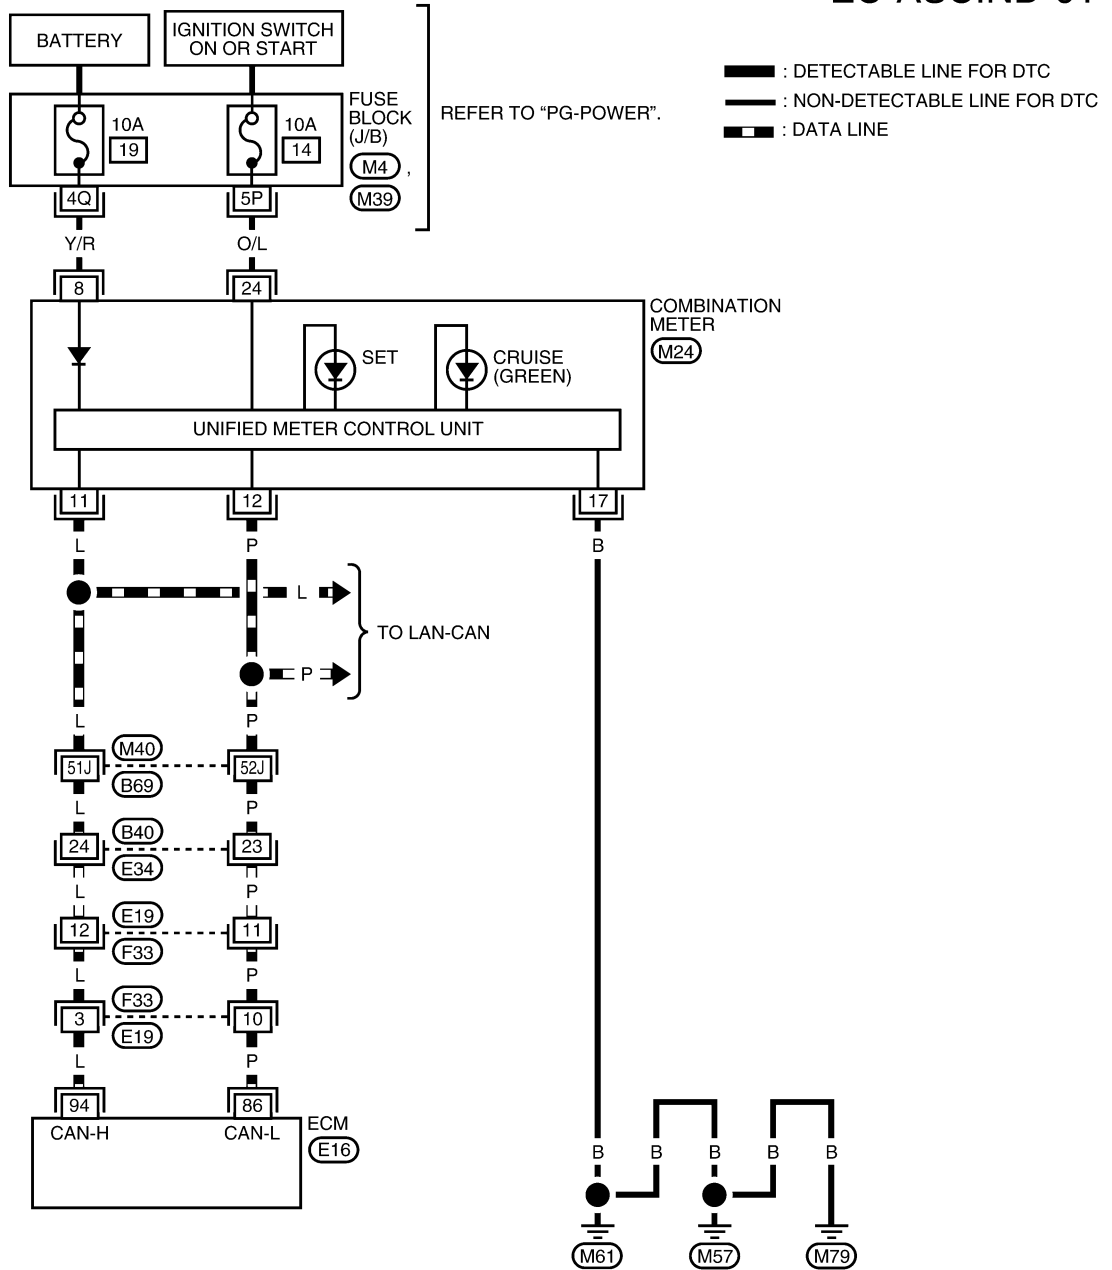 BATTERY
IGNITION SWITCH
ON OR START
: DETECTABLE LINE FOR DTC
: NON-DETECTABLE LINE FOR DTC
: DATA LINE
10A
19
10A
14
FUSE
BLOCK
(J/B)
M4 ,
M39
REFER TO “PG-POWER”.
4Q
5P
Y/R
O/L
8
24
COMBINATION
METER
M24
SET
CRUISE
(GREEN)
UNIFIED METER CONTROL UNIT
11
12
17
L
P
B
L
TO LAN-CAN
P
L
P
51J
M40
B69
52J
L
P
24
B40
E34
23
L
P
12
E19
F33
11
L
P
3
F33
E19
10
L
P
94
86
CAN-H
CAN-L
ECM
E16
B
B
B
B
B
M61
M57
M79